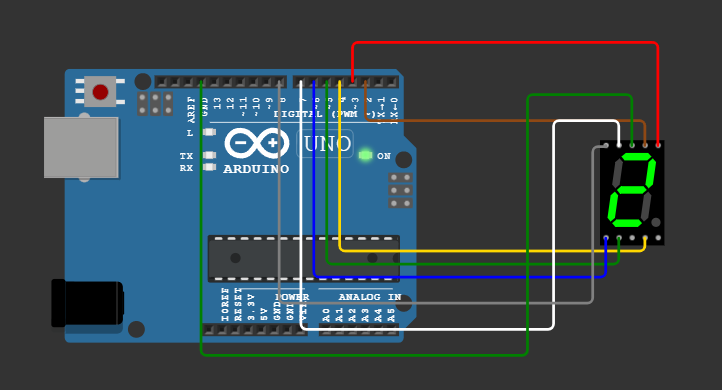 AREF
GND
13
12
~11
~10
~9
8
7
~6
~5
4
~3
2
TX→1
RX←0
DIGITAL (PWM ~)
L
TX
RX
UNO
ON
ARDUINO
IOREF
RESET
3.3V
5V
GND
GND
VIN
POWER
ANALOG IN
A0
A1
A2
A3
A4
A5
2